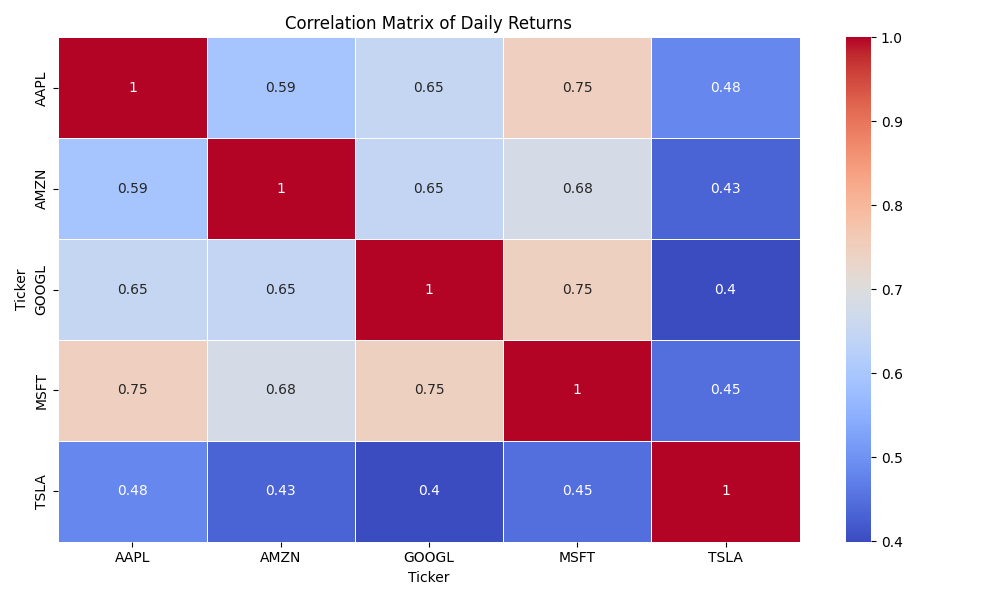 Correlation Matrix of Daily Returns
AAPL 1 0.59 0.65 0.75 0.48
AMZN 0.59 1 0.65 0.68 0.43
GOOGL 0.65 0.65 1 0.75 0.4
MSFT 0.75 0.68 0.75 1 0.45
TSLA 0.48 0.43 0.4 0.45 1
Ticker
AAPL AMZN GOOGL MSFT TSLA
Ticker
1.0
0.9
0.8
0.7
0.6
0.5
0.4